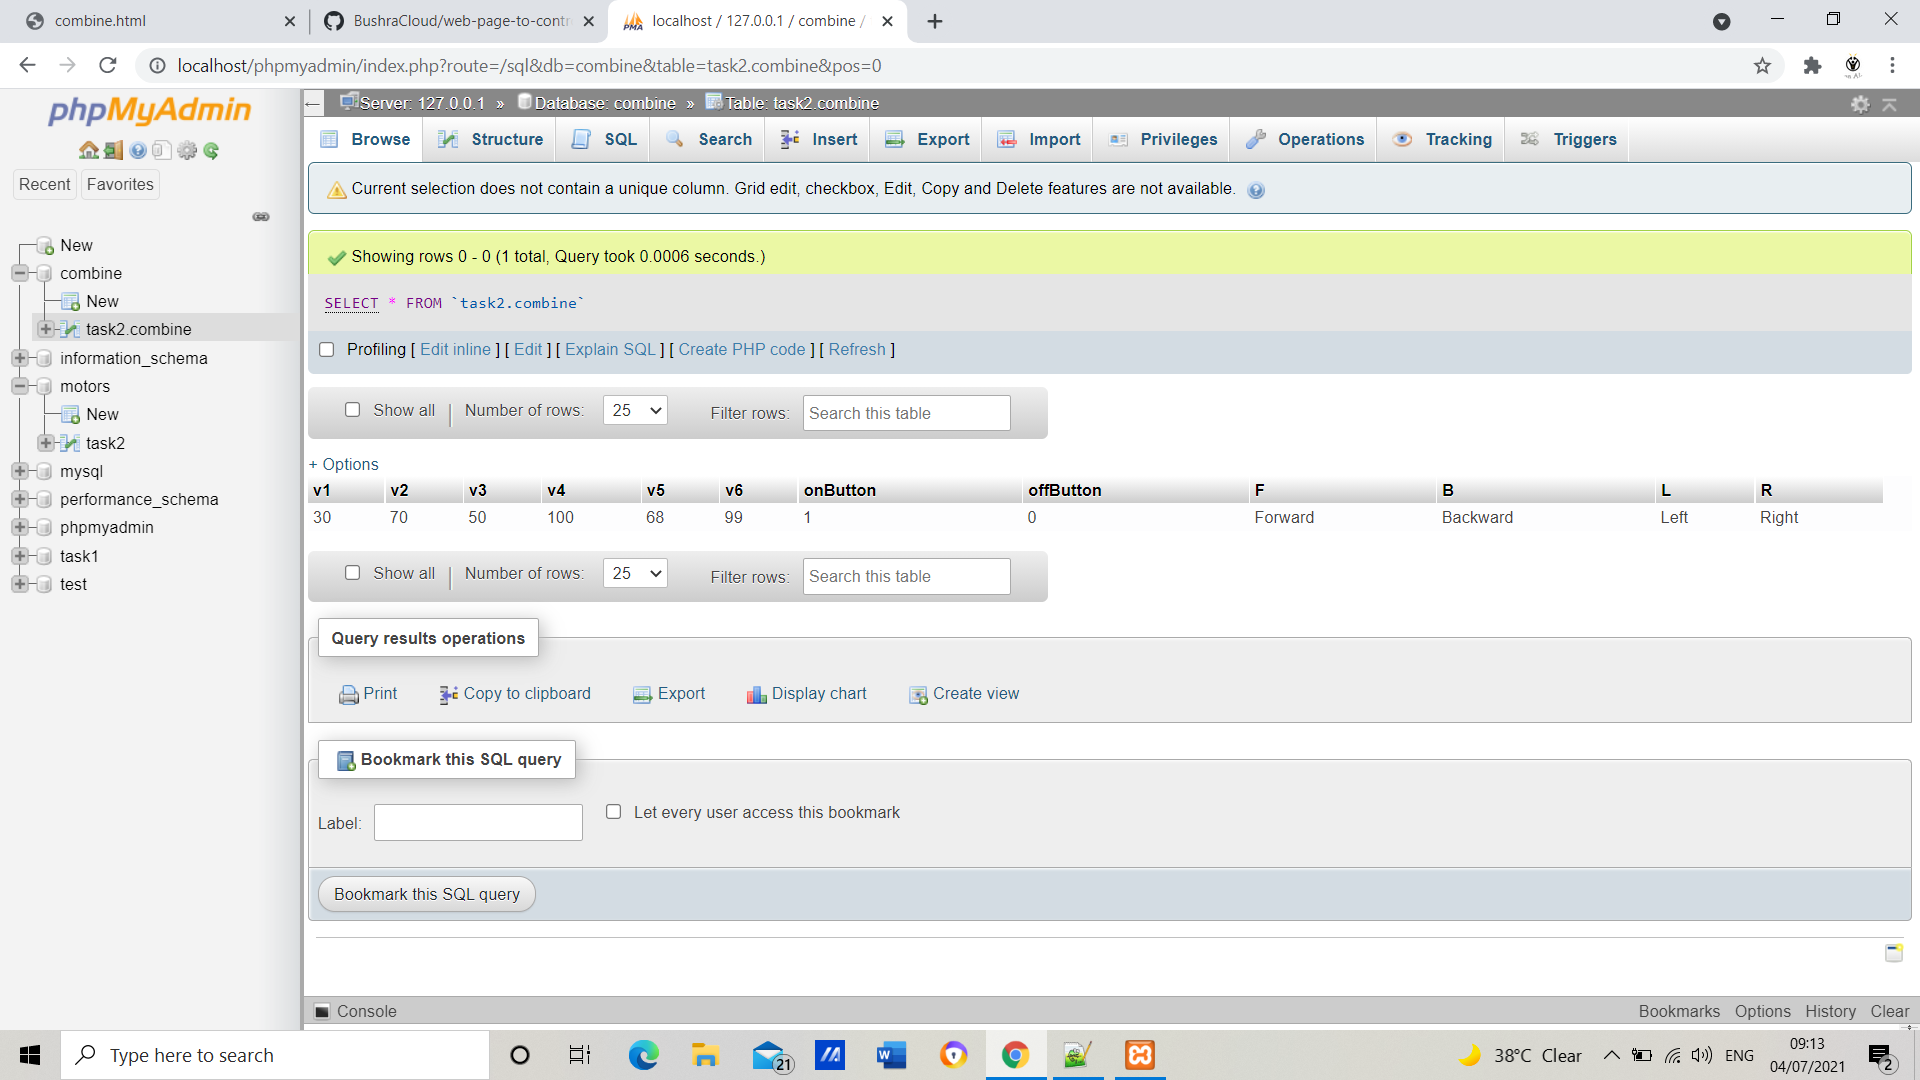 combine.html
BushraCloud/web-page-to-contr
localhost / 127.0.0.1 / combine /
localhost/phpmyadmin/index.php?route=/sql&db=combine&table=task2.combine&pos=0
phpMyAdmin
Recent
Favorites
New
combine
New
task2.combine
information_schema
motors
New
task2
mysql
performance_schema
phpmyadmin
task1
test
Server: 127.0.0.1 » Database: combine » Table: task2.combine
Browse Structure SQL Search Insert Export Import Privileges Operations Tracking Triggers
Current selection does not contain a unique column. Grid edit, checkbox, Edit, Copy and Delete features are not available.
Showing rows 0 - 0 (1 total, Query took 0.0006 seconds.)
SELECT * FROM `task2.combine`
Profiling [ Edit inline ] [ Edit ] [ Explain SQL ] [ Create PHP code ] [ Refresh ]
Show all | Number of rows: 25 Filter rows: Search this table
+ Options
v1 v2 v3 v4 v5 v6 onButton offButton F B L R
30 70 50 100 68 99 1 0 Forward Backward Left Right
Show all | Number of rows: 25 Filter rows: Search this table
Query results operations
Print Copy to clipboard Export Display chart Create view
Bookmark this SQL query
Label: Let every user access this bookmark
Bookmark this SQL query
Console
Bookmarks Options History Clear
Type here to search
21
38°C Clear
ENG
09:13
04/07/2021
2